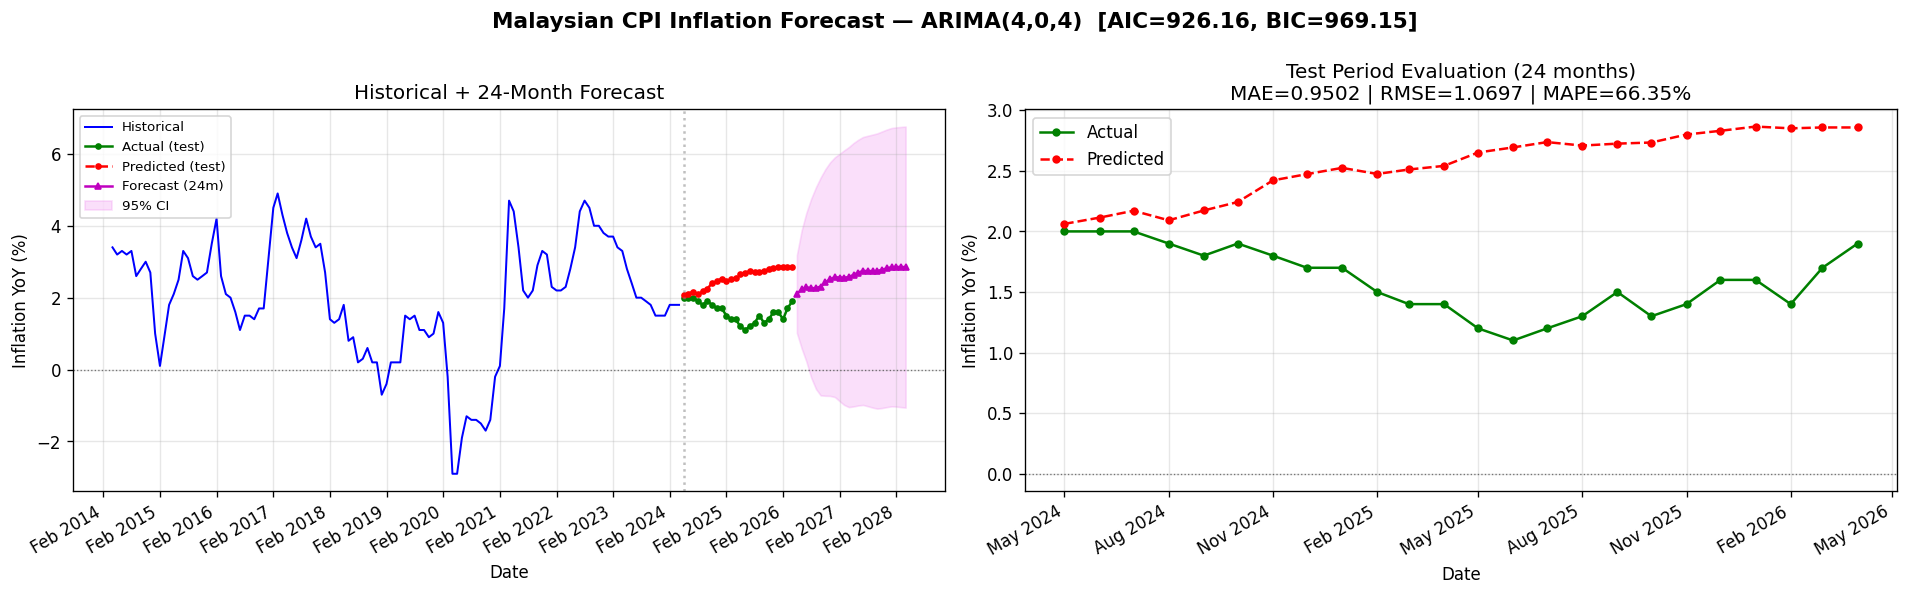 Malaysian CPI Inflation Forecast — ARIMA(4,0,4)  [AIC=926.16, BIC=969.15]
Historical + 24-Month Forecast
Historical
Actual (test)
Predicted (test)
Forecast (24m)
95% CI
Inflation YoY (%)
6
4
2
0
−2
Feb 2014
Feb 2015
Feb 2016
Feb 2017
Feb 2018
Feb 2019
Feb 2020
Feb 2021
Feb 2022
Feb 2023
Feb 2024
Feb 2025
Feb 2026
Feb 2027
Feb 2028
Date
Test Period Evaluation (24 months)
MAE=0.9502 | RMSE=1.0697 | MAPE=66.35%
Actual
Predicted
Inflation YoY (%)
3.0
2.5
2.0
1.5
1.0
0.5
0.0
May 2024
Aug 2024
Nov 2024
Feb 2025
May 2025
Aug 2025
Nov 2025
Feb 2026
May 2026
Date